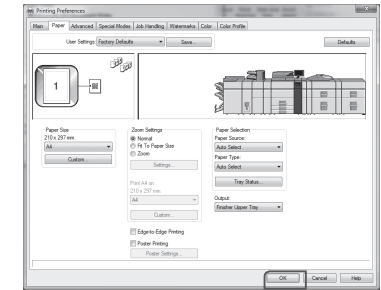 Printing Preferences
Main Paper Advanced Special Modes Job Handling Watermarks Color Color Profile
User Settings: Factory Defaults Save... Defaults
1
Paper Size
210 x 297 mm.
A4
Custom...
Zoom Settings
Normal
Fit To Paper Size
Zoom
Settings...
Print A4 on:
210 x 297 mm.
A4
Custom...
Edge-to-Edge Printing
Poster Printing
Poster Settings...
Paper Selection
Paper Source:
Auto Select
Paper Type:
Auto Select
Tray Status...
Output:
Finisher Upper Tray
OK Cancel Help